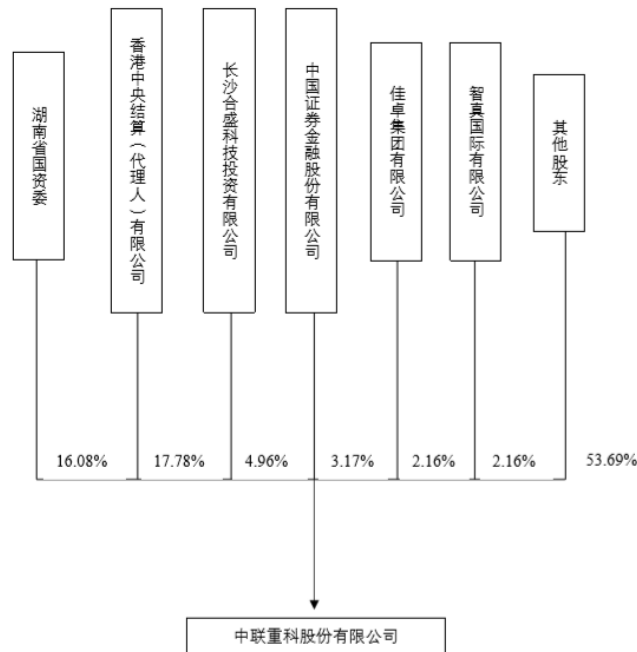 湖南省国资委
香港中央结算（代理人）有限公司
长沙合盛科技投资有限公司
中国证券金融股份有限公司
佳卓集团有限公司
智真国际有限公司
其他股东
16.08%
17.78%
4.96%
3.17%
2.16%
2.16%
53.69%
中联重科股份有限公司